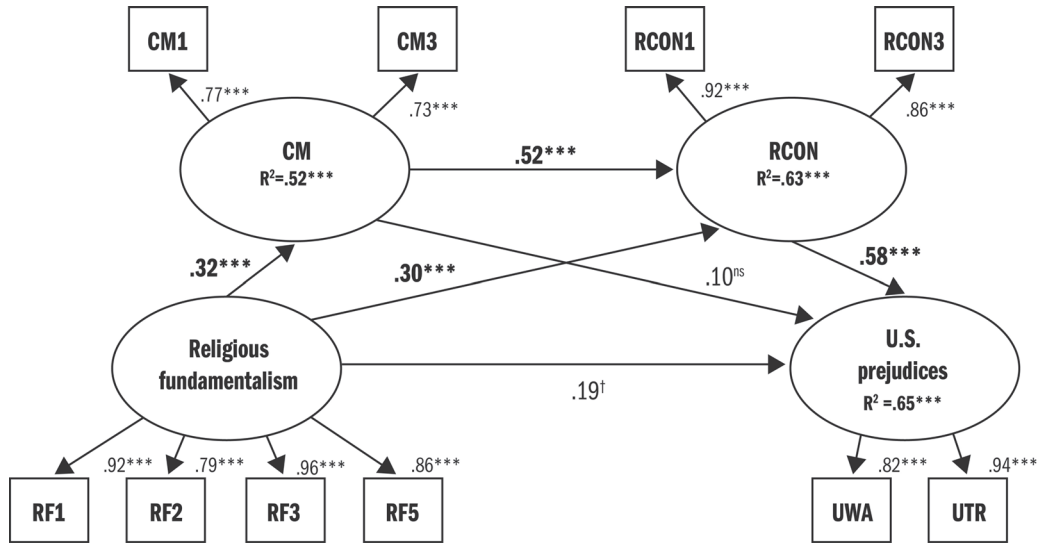 CM1
CM3
RCON1
RCON3
.77***
.73***
.92***
.86***
CM
R²=.52***
.52***
RCON
R²=.63***
.32***
.30***
.10ns
.58***
Religious
fundamentalism
.19†
U.S.
prejudices
R² =.65***
.92***
.79***
.96***
.86***
.82***
.94***
RF1
RF2
RF3
RF5
UWA
UTR